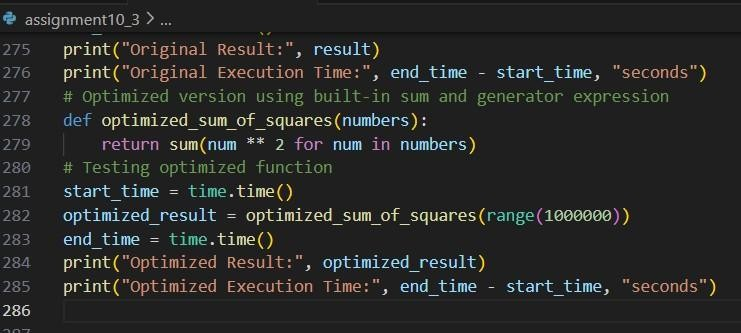 assignment10_3 > ...
275 print("Original Result:", result)
276 print("Original Execution Time:", end_time - start_time, "seconds")
277 # Optimized version using built-in sum and generator expression
278 def optimized_sum_of_squares(numbers):
279     return sum(num ** 2 for num in numbers)
280 # Testing optimized function
281 start_time = time.time()
282 optimized_result = optimized_sum_of_squares(range(1000000))
283 end_time = time.time()
284 print("Optimized Result:", optimized_result)
285 print("Optimized Execution Time:", end_time - start_time, "seconds")
286